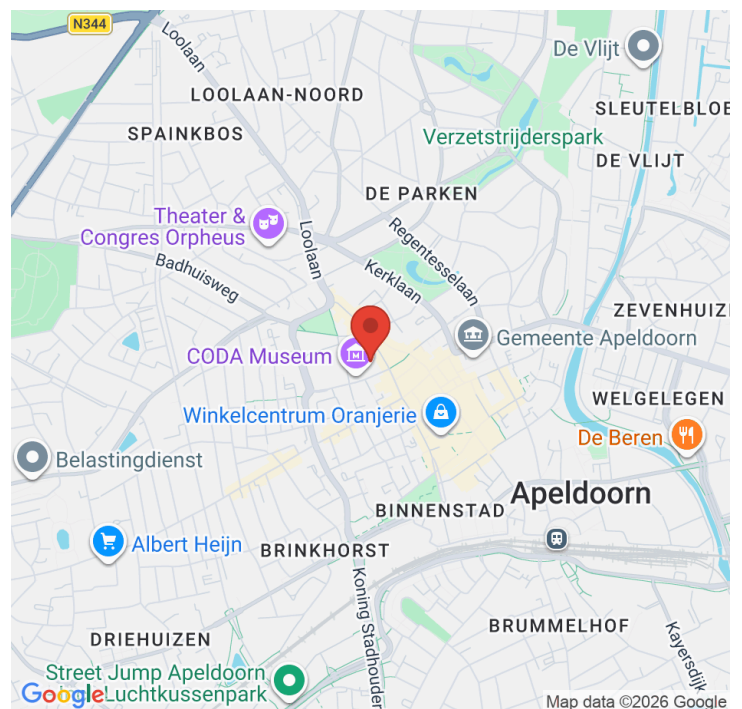 N344
Loolaan
De Vlijt
LOOLAAN-NOORD
SLEUTELBLOE
SPAINKBOS
Verzetstrijderspark
DE VLIJT
DE PARKEN
Theater &
Congres Orpheus
Loolaan
Regentesselaan
Badhuisweg
Kerklaan
ZEVENHUIZE
Gemeente Apeldoorn
CODA Museum
M
WELGELEGEN
Winkelcentrum Oranjerie
De Beren
Belastingdienst
Apeldoorn
BINNENSTAD
Albert Heijn
BRINKHORST
Koning Stadhouder
BRUMMELHOF
DRIEHUIZEN
Kayersdijk
Street Jump Apeldoorn
Luchtkussenpark
Google
Map data ©2026 Google